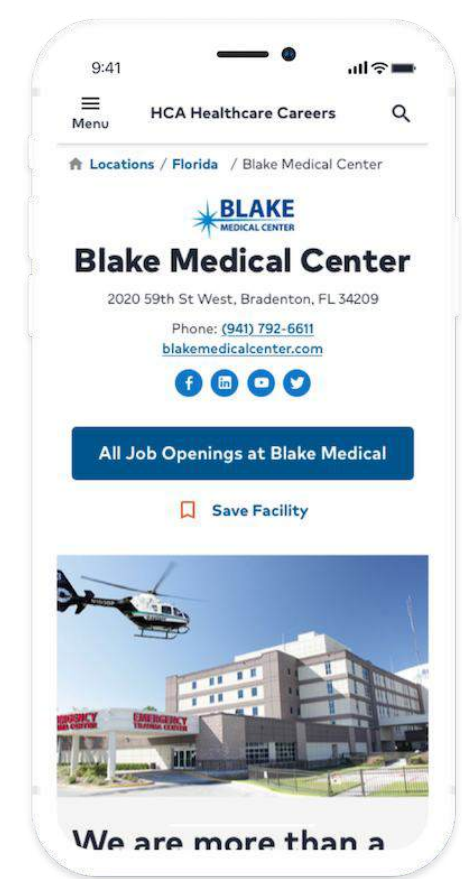 9:41
Menu
HCA Healthcare Careers
Locations / Florida / Blake Medical Center
BLAKE
MEDICAL CENTER
Blake Medical Center
2020 59th St West, Bradenton, FL 34209
Phone: (941) 792-6611
blakemedicalcenter.com
All Job Openings at Blake Medical
Save Facility
EMERGENCY
TRAUMA CENTER
We are more than a